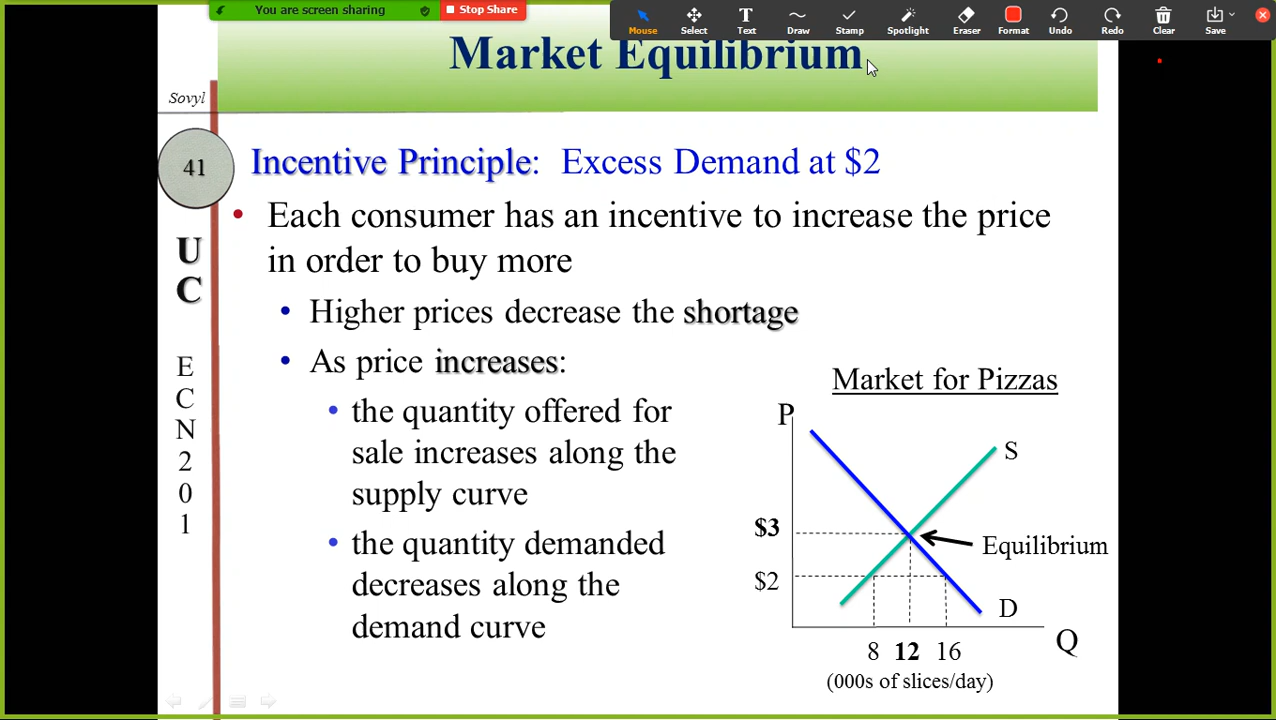 You are screen sharing
Stop Share
Mouse
Select
Text
Draw
Stamp
Spotlight
Eraser
Format
Undo
Redo
Clear
Save
Market Equilibrium
Sovyl
41
U
C
E
C
N
2
0
1
Incentive Principle: Excess Demand at $2
• Each consumer has an incentive to increase the price
in order to buy more
• Higher prices decrease the shortage
• As price increases:
• the quantity offered for
sale increases along the
supply curve
• the quantity demanded
decreases along the
demand curve
Market for Pizzas
P
S
$3
Equilibrium
$2
D
Q
8 12 16
(000s of slices/day)